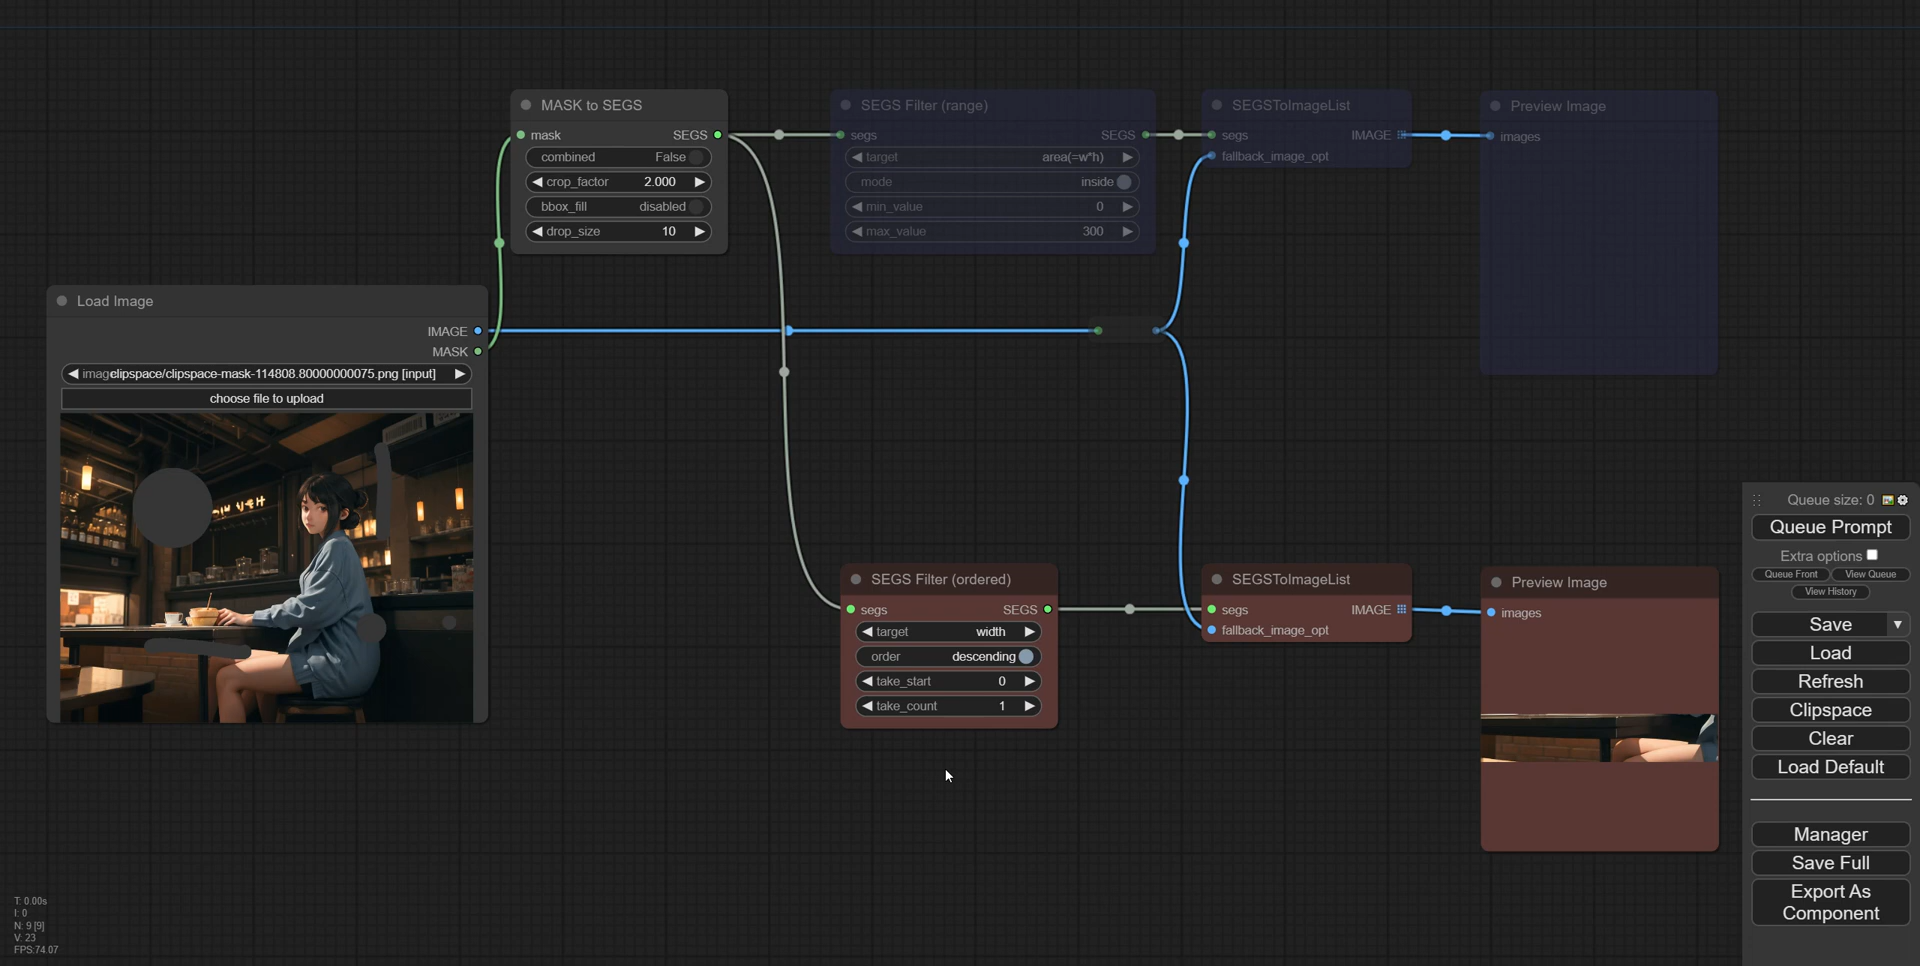 MASK to SEGS
mask SEGS
combined False
crop_factor 2.000
bbox_fill disabled
drop_size 10
SEGS Filter (range)
segs SEGS
target area(=w*h)
mode inside
min_value 0
max_value 300
SEGSToImageList
segs IMAGE
fallback_image_opt
Preview Image
images
Load Image
IMAGE
MASK
imag clipspace/clipspace-mask-114808.80000000075.png [input]
choose file to upload
SEGS Filter (ordered)
segs SEGS
target width
order descending
take_start 0
take_count 1
SEGSToImageList
segs IMAGE
fallback_image_opt
Preview Image
images
Queue size: 0
Queue Prompt
Extra options
Queue Front View Queue
View History
Save ▼
Load
Refresh
Clipspace
Clear
Load Default
Manager
Save Full
Export As
Component
T: 0.00s
I: 0
N: 9 [9]
V: 23
FPS:74.07